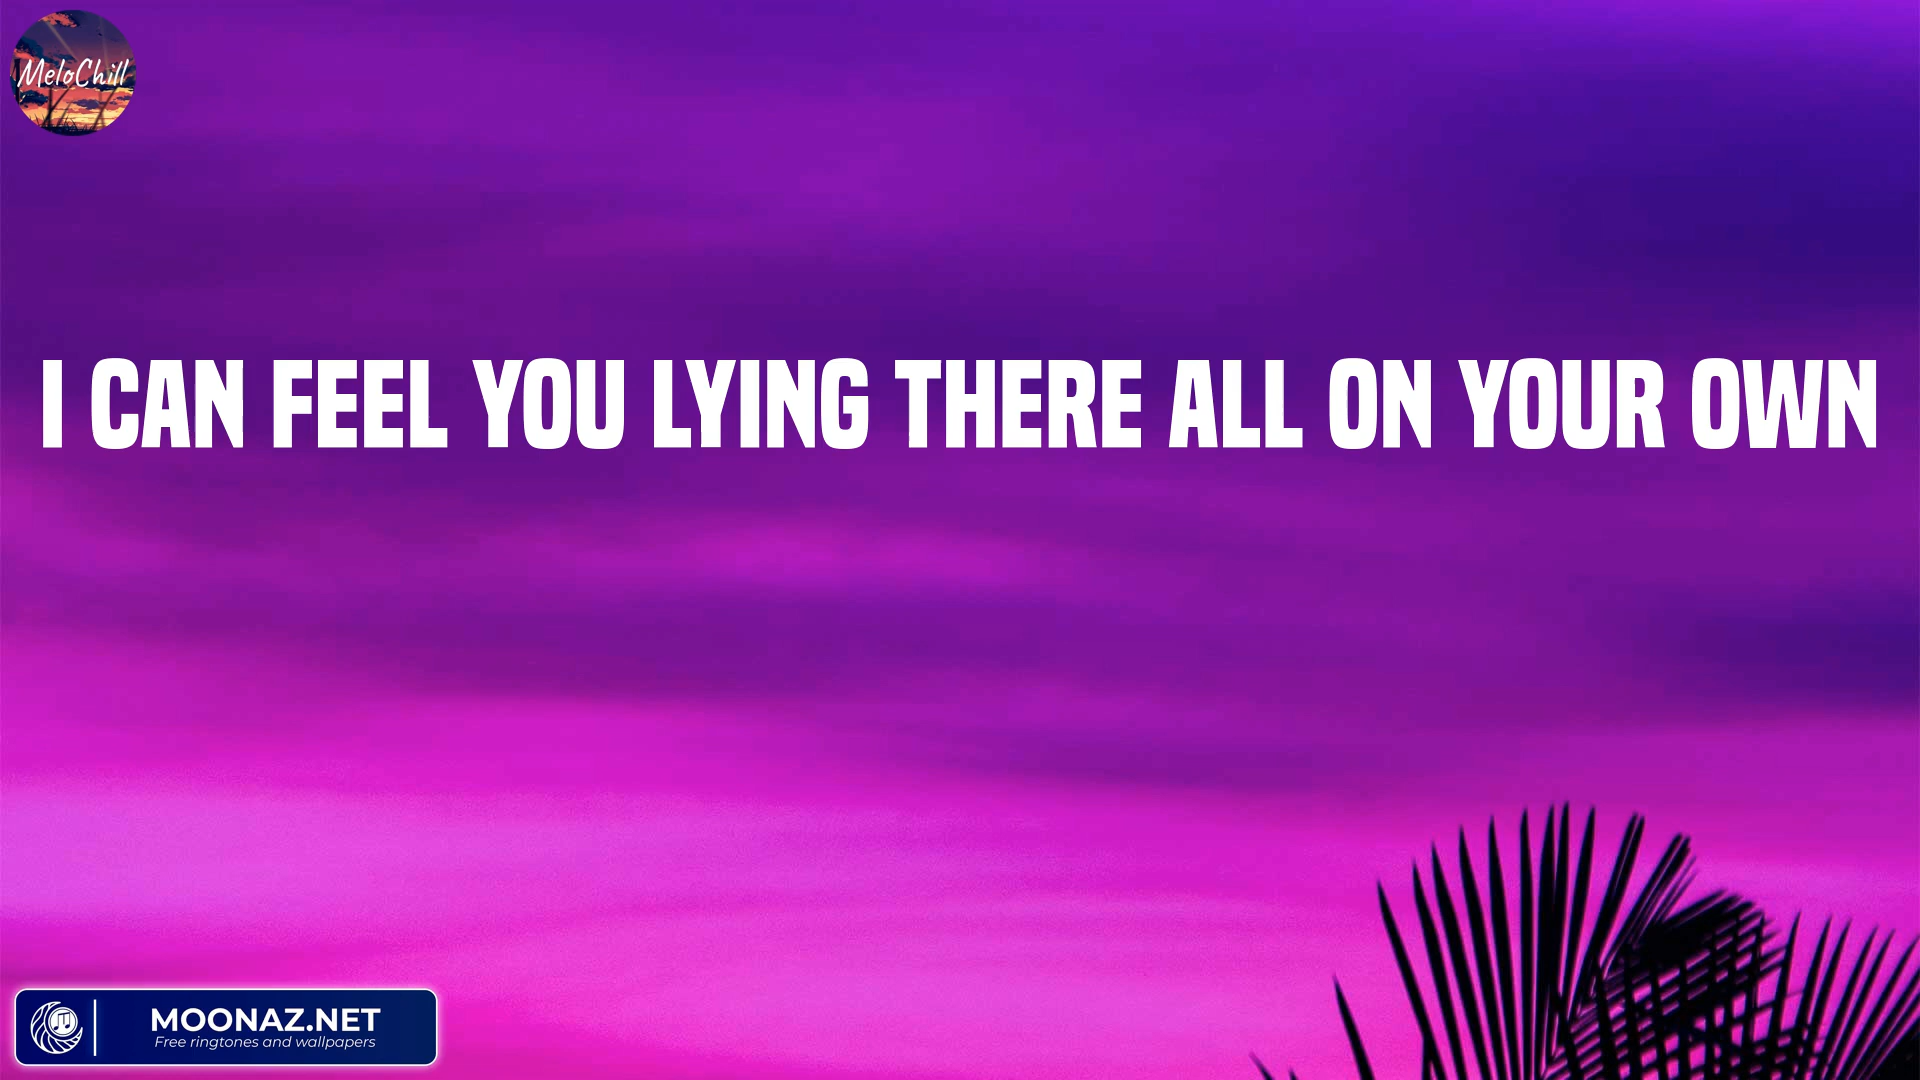 MeloChill
I CAN FEEL YOU LYING THERE ALL ON YOUR OWN
MOONAZ.NET
Free ringtones and wallpapers